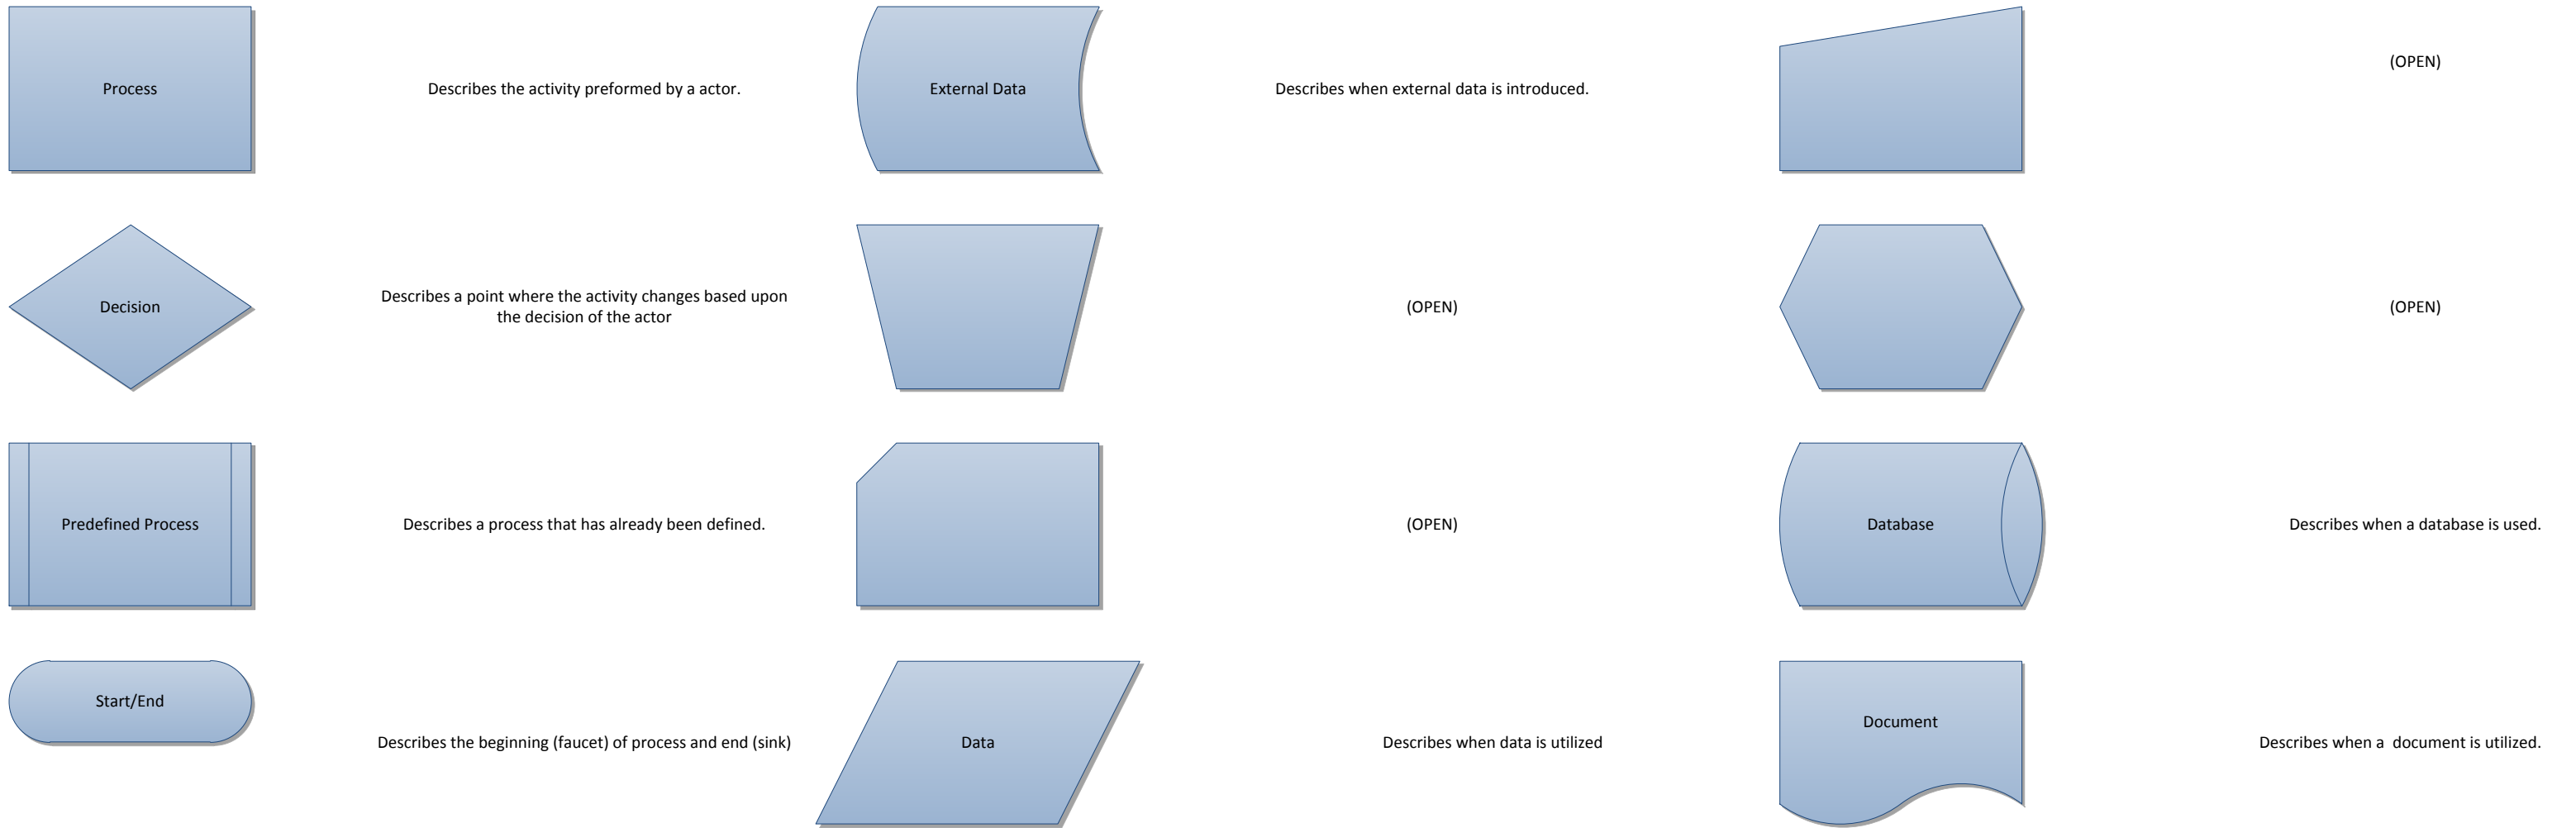 Process
Describes the activity preformed by a actor.
External Data
Describes when external data is introduced.
(OPEN)
Decision
Describes a point where the activity changes based upon
the decision of the actor
(OPEN)
(OPEN)
Predefined Process
Describes a process that has already been defined.
(OPEN)
Database
Describes when a database is used.
Start/End
Describes the beginning (faucet) of process and end (sink)
Data
Describes when data is utilized
Document
Describes when a  document is utilized.